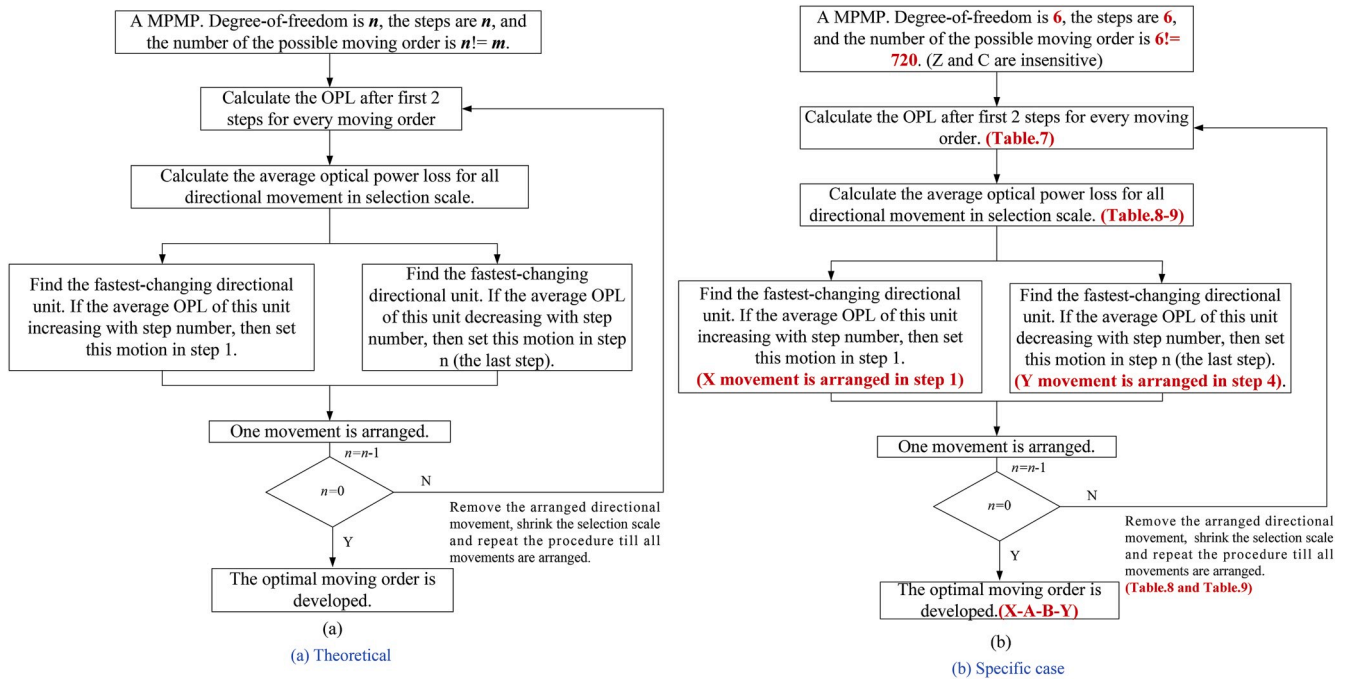 A MPMP. Degree-of-freedom is n, the steps are n, and
the number of the possible moving order is n!= m.
Calculate the OPL after first 2
steps for every moving order
Calculate the average optical power loss for all
directional movement in selection scale.
Find the fastest-changing directional
unit. If the average OPL of this unit
increasing with step number, then set
this motion in step 1.
Find the fastest-changing
directional unit. If the average OPL
of this unit decreasing with step
number, then set this motion in step
n (the last step).
One movement is arranged.
n=n-1
n=0
N
Remove the arranged directional
movement, shrink the selection scale
and repeat the procedure till all
movements are arranged.
Y
The optimal moving order is
developed.
(a)
(a) Theoretical
A MPMP. Degree-of-freedom is 6, the steps are 6,
and the number of the possible moving order is 6!=
720. (Z and C are insensitive)
Calculate the OPL after first 2 steps for every moving
order. (Table.7)
Calculate the average optical power loss for all
directional movement in selection scale. (Table.8-9)
Find the fastest-changing directional
unit. If the average OPL of this unit
increasing with step number, then set
this motion in step 1.
(X movement is arranged in step 1)
Find the fastest-changing directional
unit. If the average OPL of this unit
decreasing with step number, then set
this motion in step n (the last step).
(Y movement is arranged in step 4).
One movement is arranged.
n=n-1
n=0
N
Remove the arranged directional
movement, shrink the selection scale
and repeat the procedure till all
movements are arranged.
(Table.8 and Table.9)
Y
The optimal moving order is
developed.(X-A-B-Y)
(b)
(b) Specific case